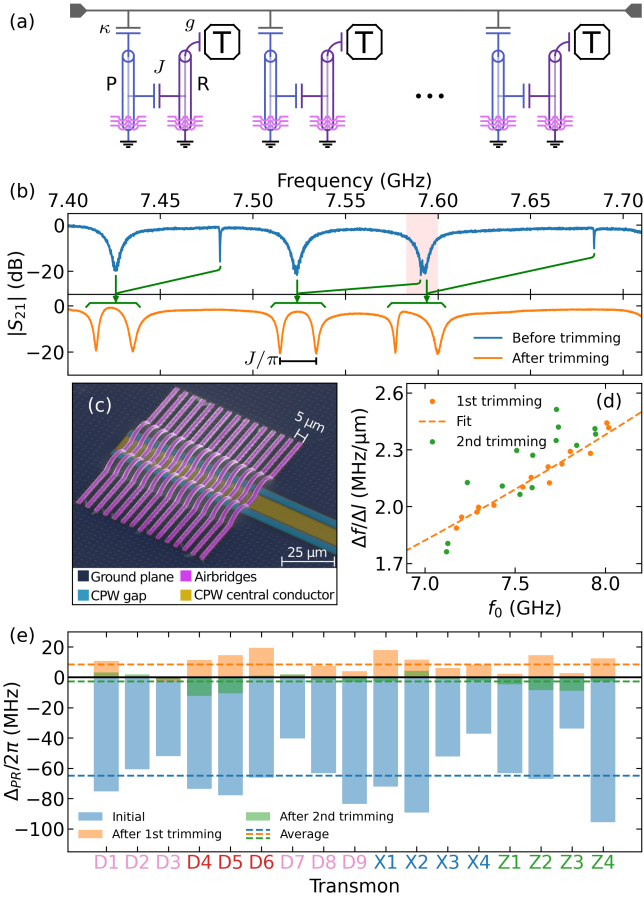 (a)
κ
g
T
T
T
J
P
R
...
(b)
Frequency (GHz)
7.40 7.45 7.50 7.55 7.60 7.65 7.70
0
−20
0
−20
|S21| (dB)
J/π
Before trimming
After trimming
(c)
5 μm
25 μm
Ground plane
Airbridges
CPW gap
CPW central conductor
(d)
1st trimming
Fit
2nd trimming
2.6
2.3
2.0
1.7
Δf/Δl (MHz/μm)
7.0 7.5 8.0
f0 (GHz)
(e)
20
0
−20
−40
−60
−80
−100
ΔPR/2π (MHz)
Initial
After 1st trimming
After 2nd trimming
Average
D1 D2 D3 D4 D5 D6 D7 D8 D9 X1 X2 X3 X4 Z1 Z2 Z3 Z4
Transmon